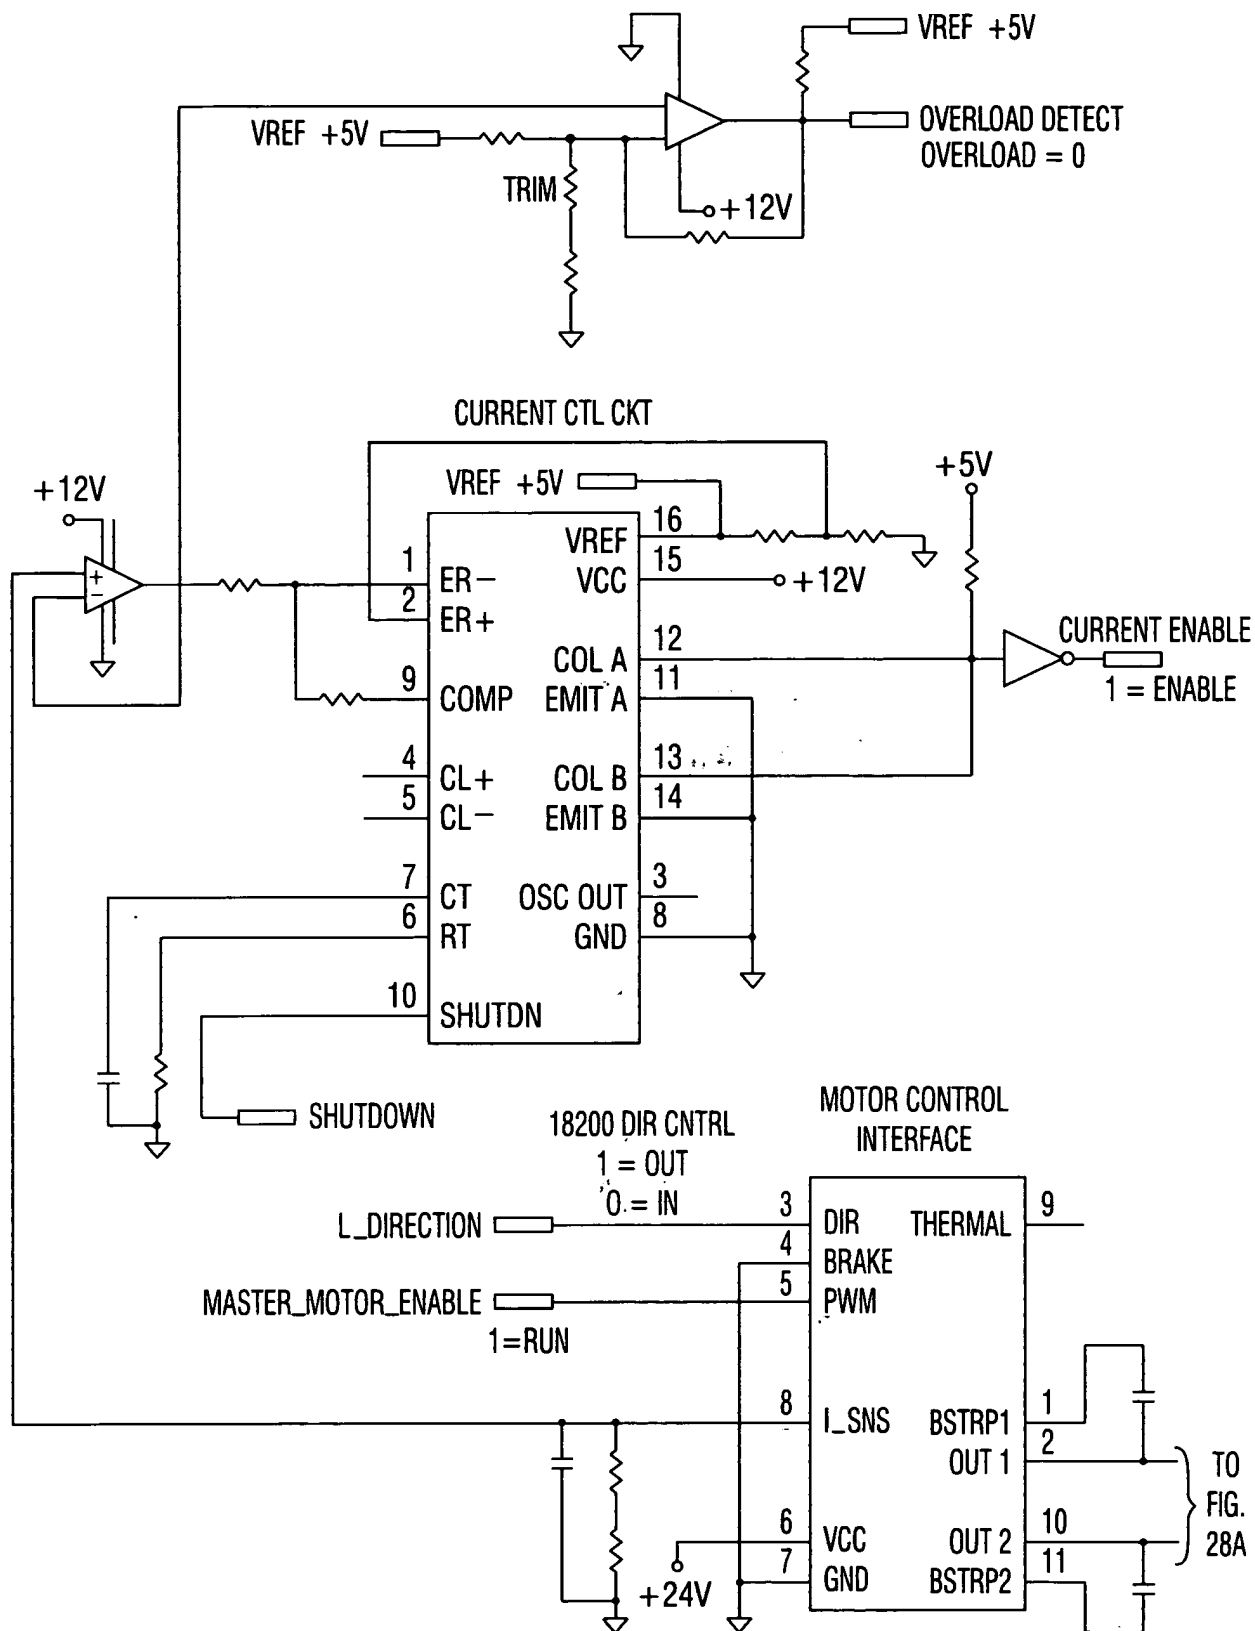 VREF +5V
VREF +5V
OVERLOAD DETECT
OVERLOAD = 0
TRIM
+12V
CURRENT CTL CKT
+12V
VREF +5V
+5V
1 ER−
2 ER+
9 COMP
4 CL+
5 CL−
7 CT
6 RT
10 SHUTDN
VREF 16
VCC 15
+12V
COL A 12
EMIT A 11
COL B 13
EMIT B 14
OSC OUT 3
GND 8
+
−
CURRENT ENABLE
1 = ENABLE
SHUTDOWN
18200 DIR CNTRL
1 = OUT
0 = IN
MOTOR CONTROL
INTERFACE
L_DIRECTION
MASTER_MOTOR_ENABLE
1=RUN
3 DIR
4 BRAKE
5 PWM
8 I_SNS
6 VCC
7 GND
+24V
THERMAL 9
BSTRP1 1
OUT 1 2
OUT 2 10
BSTRP2 11
TO
FIG.
28A